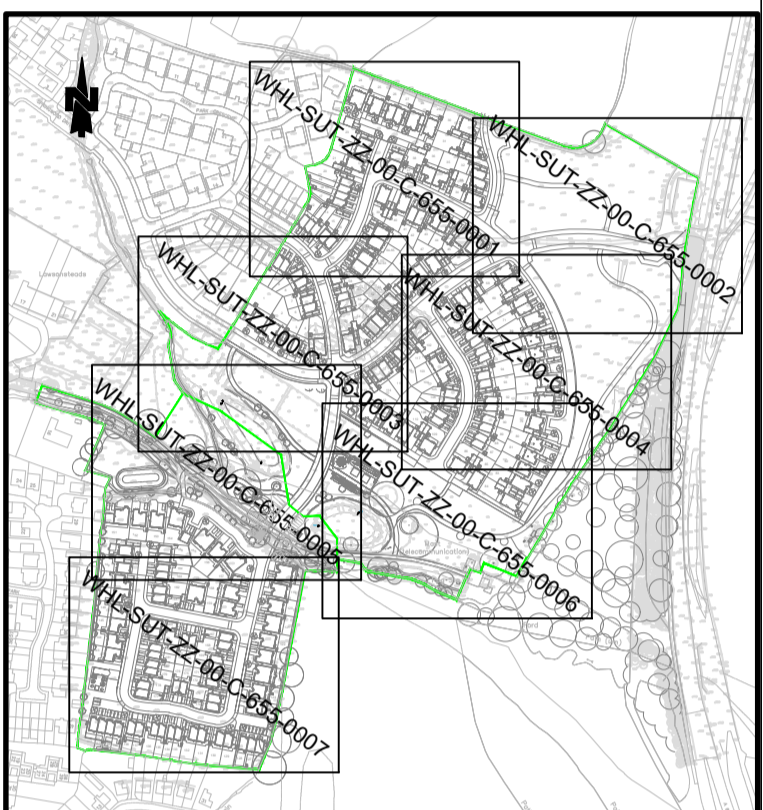 N
WHL-SUT-ZZ-00-C-655-0001
WHL-SUT-ZZ-00-C-655-0002
WHL-SUT-ZZ-00-C-655-0003
WHL-SUT-ZZ-00-C-655-0004
WHL-SUT-ZZ-00-C-655-0005
WHL-SUT-ZZ-00-C-655-0006
(Telecommunication)
WHL-SUT-ZZ-00-C-655-0007